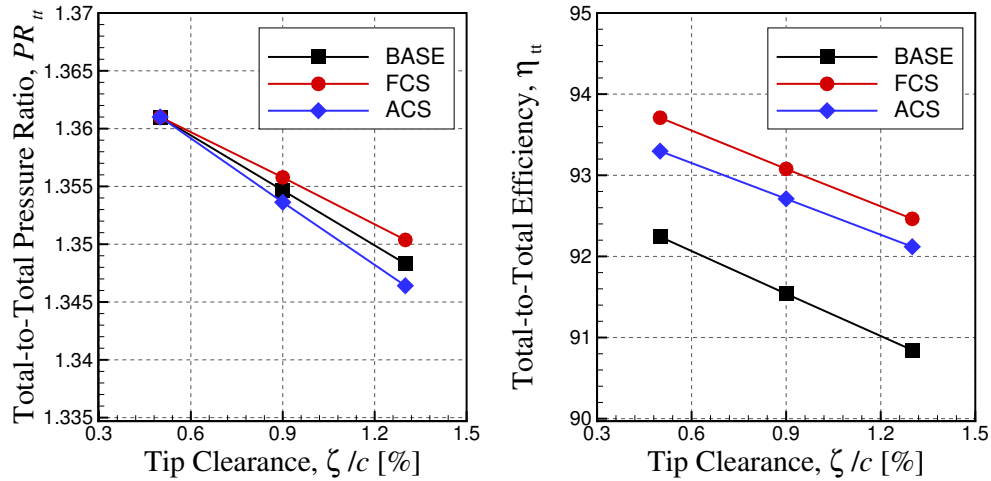 Total-to-Total Pressure Ratio, PR tt
1.37
1.365
1.36
1.355
1.35
1.345
1.34
1.335
BASE
FCS
ACS
0.3 0.6 0.9 1.2 1.5
Tip Clearance, ζ /c [%]
Total-to-Total Efficiency, η tt
95
94
93
92
91
90
BASE
FCS
ACS
0.3 0.6 0.9 1.2 1.5
Tip Clearance, ζ /c [%]